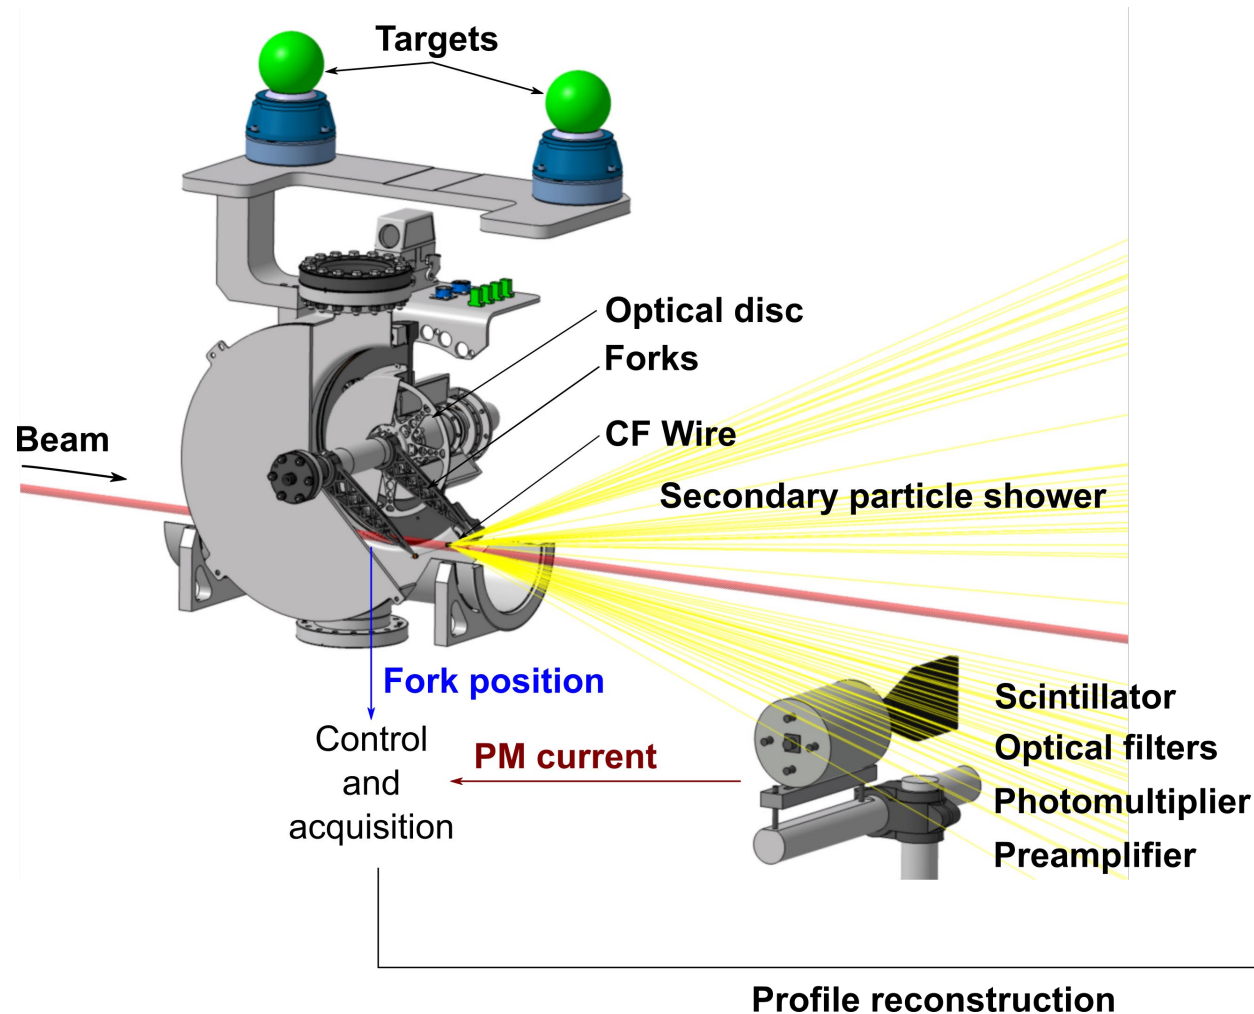 Targets
Optical disc
Forks
CF Wire
Beam
Secondary particle shower
Fork position
Control
and
acquisition
PM current
Scintillator
Optical filters
Photomultiplier
Preamplifier
Profile reconstruction